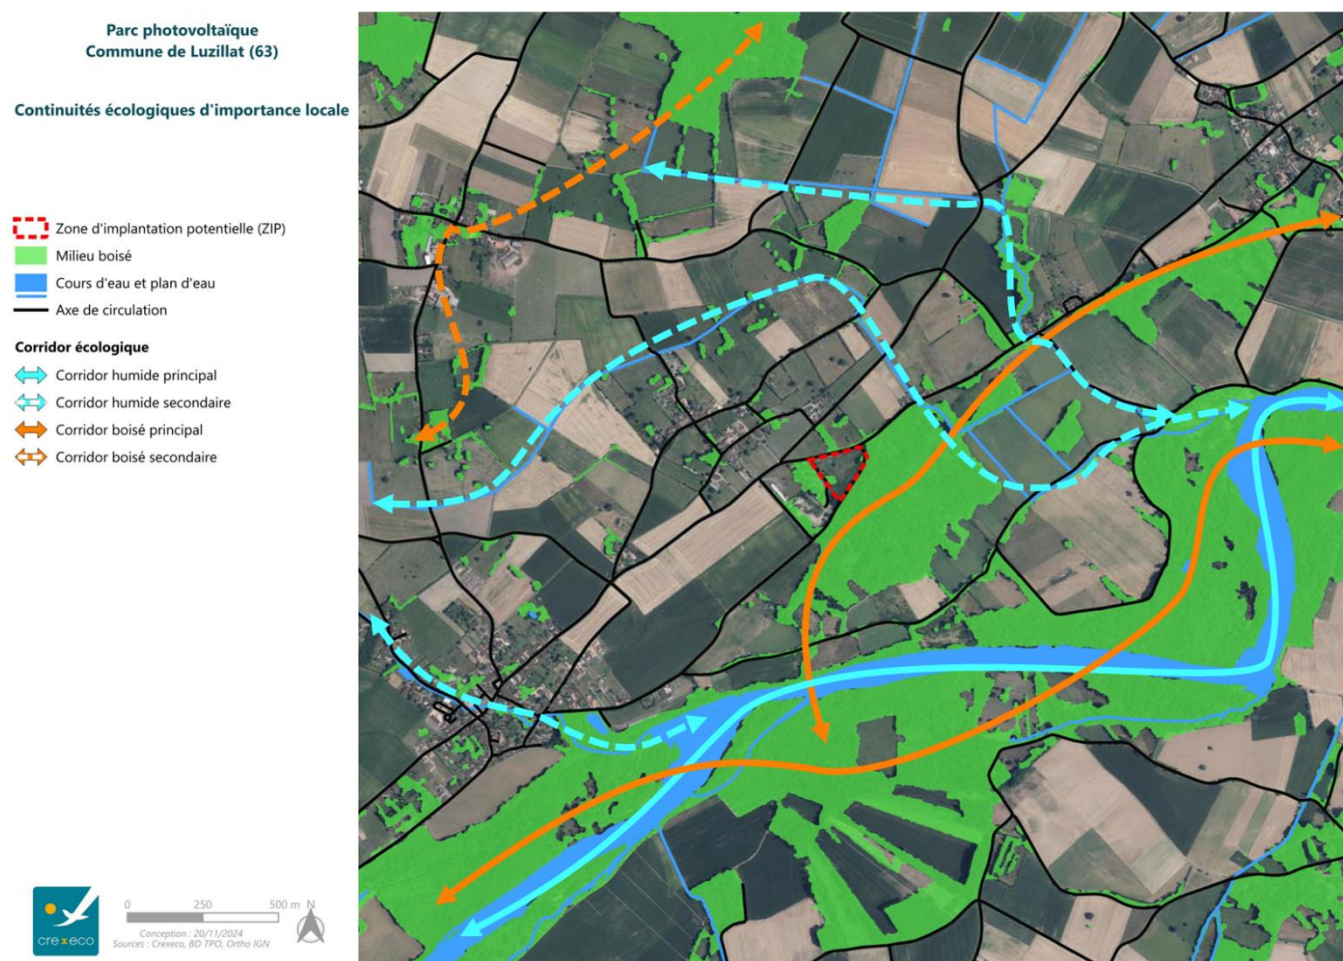 Parc photovoltaïque
Commune de Luzillat (63)
Continuités écologiques d'importance locale
Zone d'implantation potentielle (ZIP)
Milieu boisé
Cours d'eau et plan d'eau
Axe de circulation
Corridor écologique
Corridor humide principal
Corridor humide secondaire
Corridor boisé principal
Corridor boisé secondaire
crexeco
0 250 500 m N
Conception : 20/11/2024
Sources : Crexeco, BD TPO, Ortho IGN